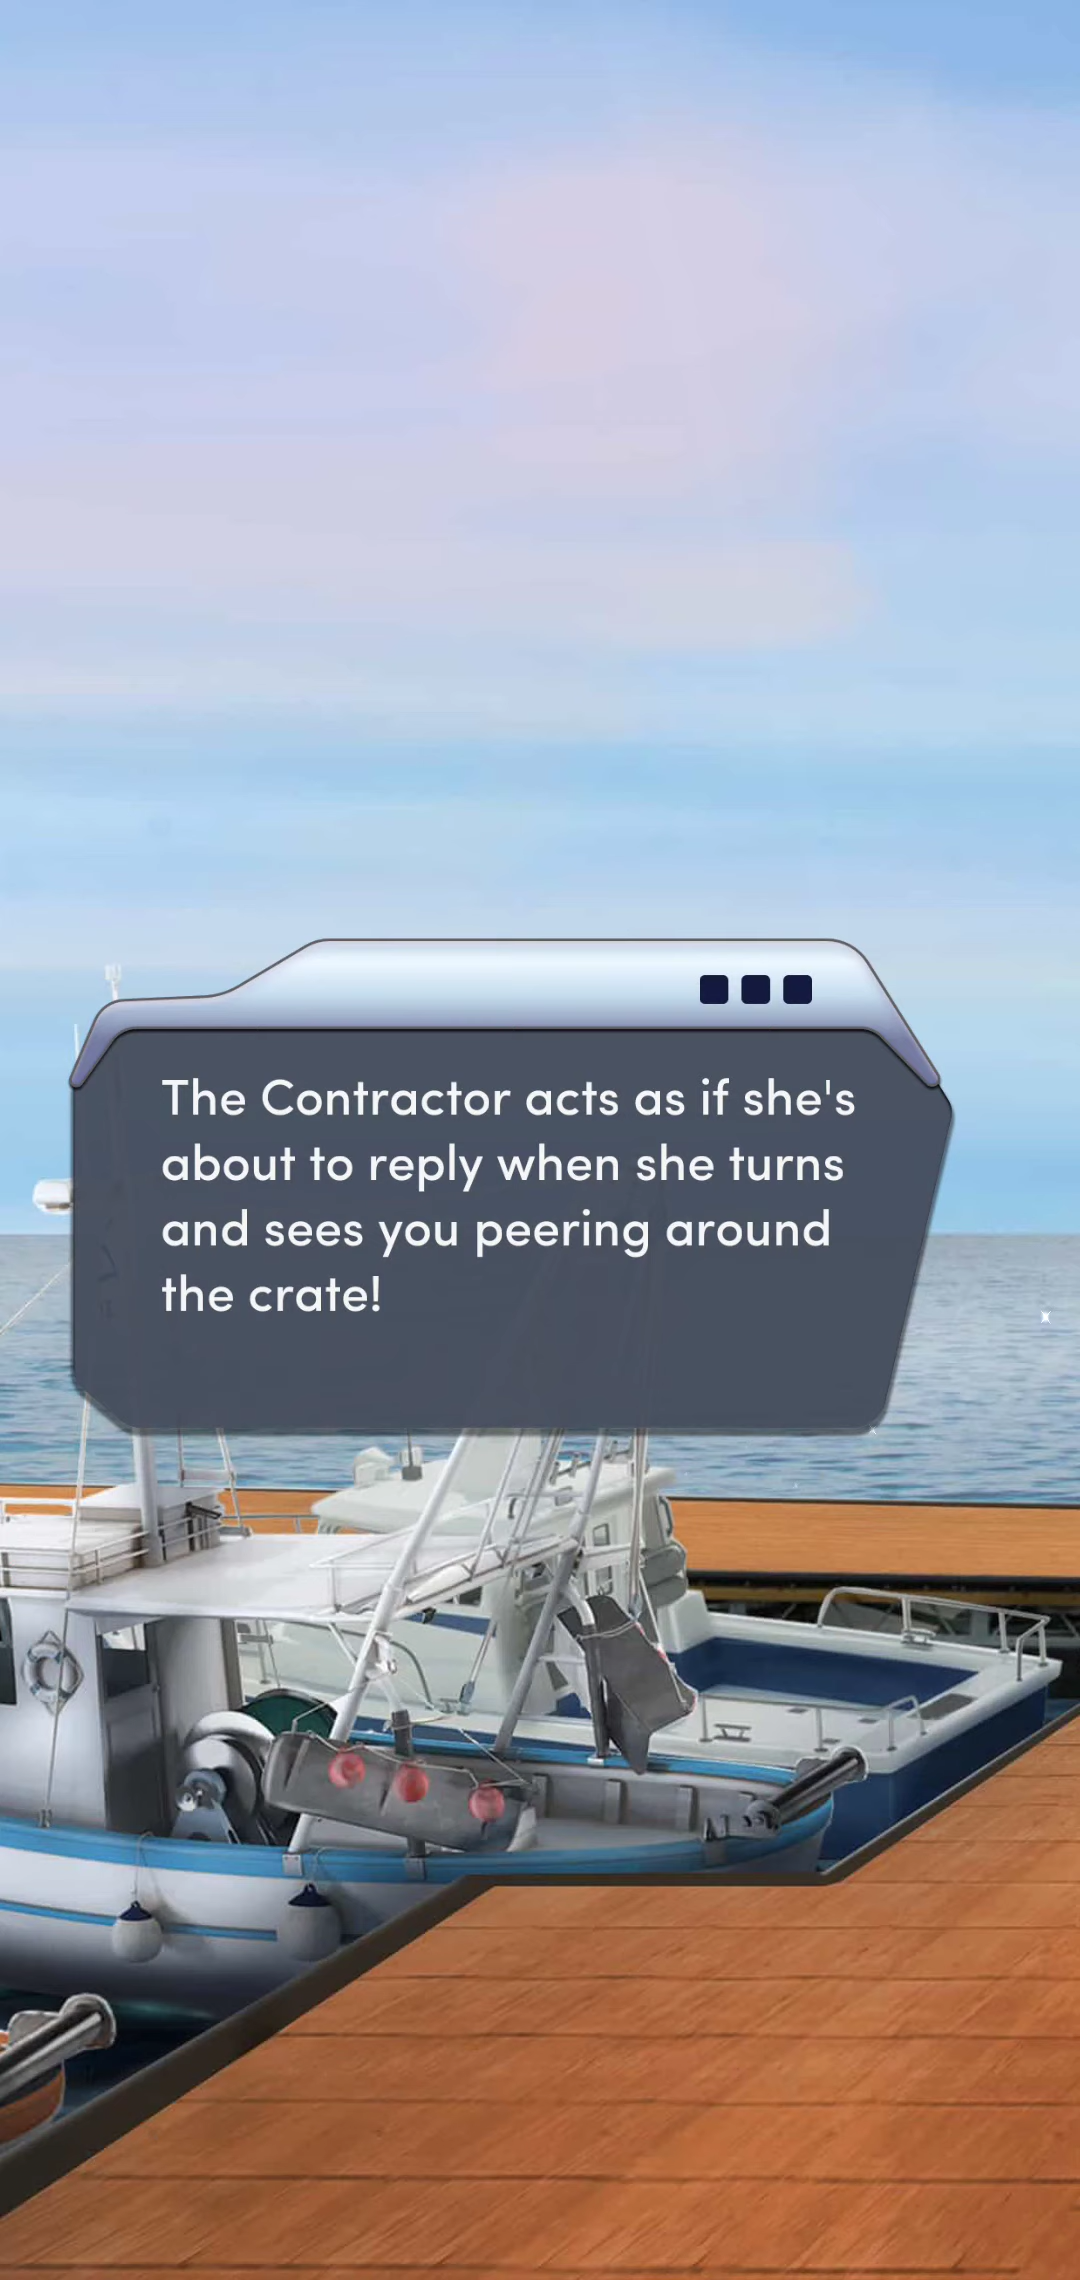 The Contractor acts as if she's
about to reply when she turns
and sees you peering around
the crate!